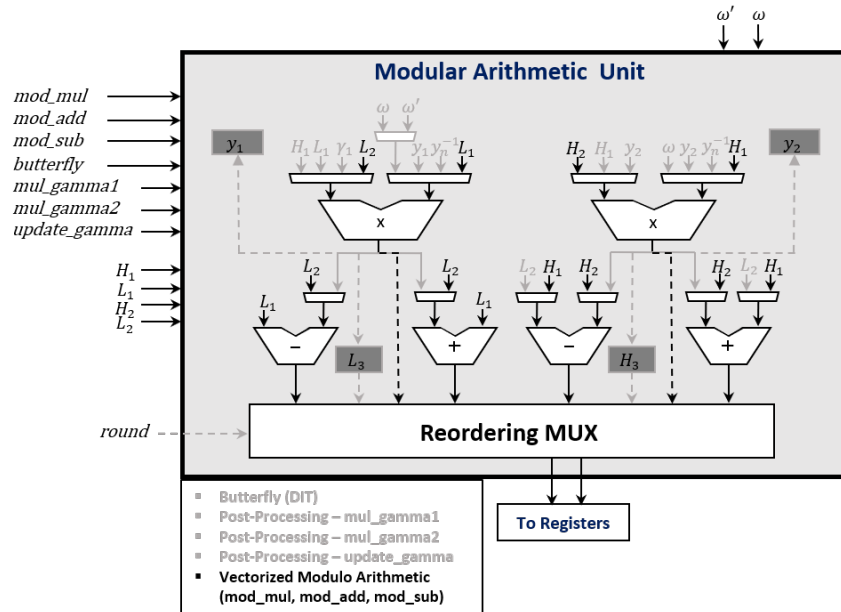 ω′ ω
Modular Arithmetic Unit
mod_mul
mod_add
mod_sub
butterfly
mul_gamma1
mul_gamma2
update_gamma
H₁
L₁
H₂
L₂
ω ω′
y₁
H₁ L₁ γ₁ L₂ y₁ y_n⁻¹ L₁
H₂ H₁ y₂ ω y₂ y_n⁻¹ H₁
y₂
x x
L₂ L₂ L₂ H₁ H₂ H₂ L₂ H₁
L₁ L₁
− L₃ + − H₃ +
round
Reordering MUX
To Registers
Butterfly (DIT)
Post-Processing – mul_gamma1
Post-Processing – mul_gamma2
Post-Processing – update_gamma
Vectorized Modulo Arithmetic
(mod_mul, mod_add, mod_sub)